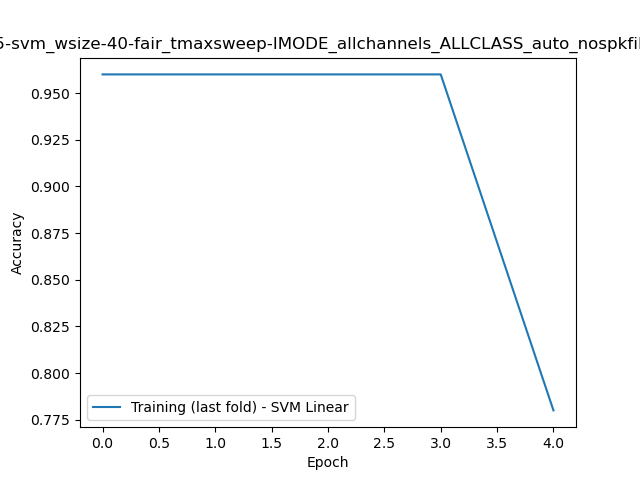 5-svm_wsize-40-fair_tmaxsweep-IMODE_allchannels_ALLCLASS_auto_nospkfil
0.950
0.925
0.900
0.875
0.850
0.825
0.800
0.775
Accuracy
Training (last fold) - SVM Linear
0.0 0.5 1.0 1.5 2.0 2.5 3.0 3.5 4.0
Epoch